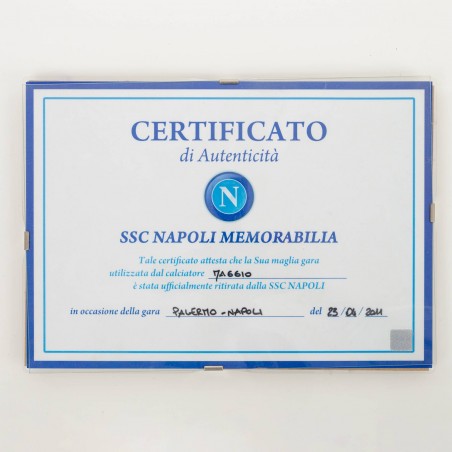 CERTIFICATO
di Autenticità
N
SSC NAPOLI MEMORABILIA
Tale certificato attesta che la Sua maglia gara
utilizzata dal calciatore MAGGIO
è stata ufficialmente ritirata dalla SSC NAPOLI
in occasione della gara PALERMO-NAPOLI del 23/04/2011